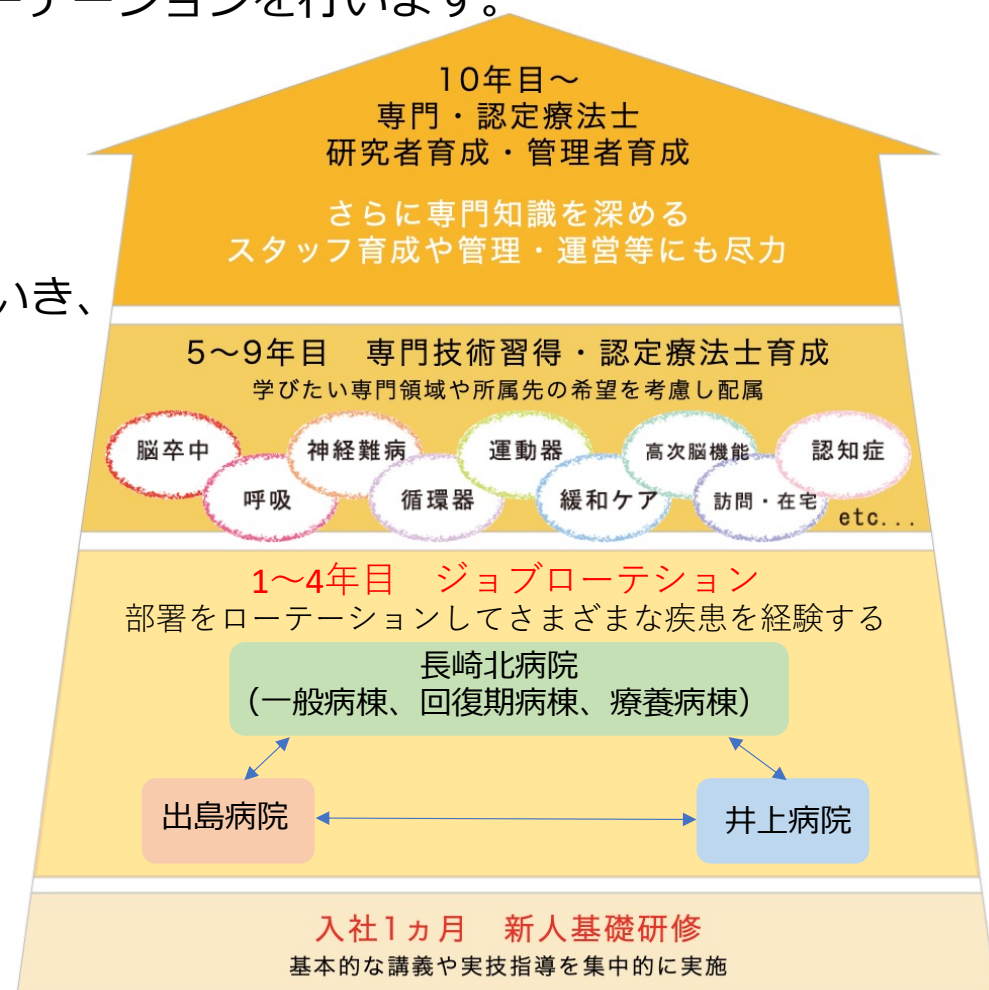 ーテーションを行います。
10年目～
専門・認定療法士
研究者育成・管理者育成
さらに専門知識を深める
スタッフ育成や管理・運営等にも尽力
いき、
5～9年目　専門技術習得・認定療法士育成
学びたい専門領域や所属先の希望を考慮し配属
脳卒中
神経難病
運動器
高次脳機能
認知症
呼吸
循環器
緩和ケア
訪問・在宅
etc...
1～4年目　ジョブローテション
部署をローテーションしてさまざまな疾患を経験する
長崎北病院
（一般病棟、回復期病棟、療養病棟）
出島病院
井上病院
入社1ヵ月　新人基礎研修
基本的な講義や実技指導を集中的に実施